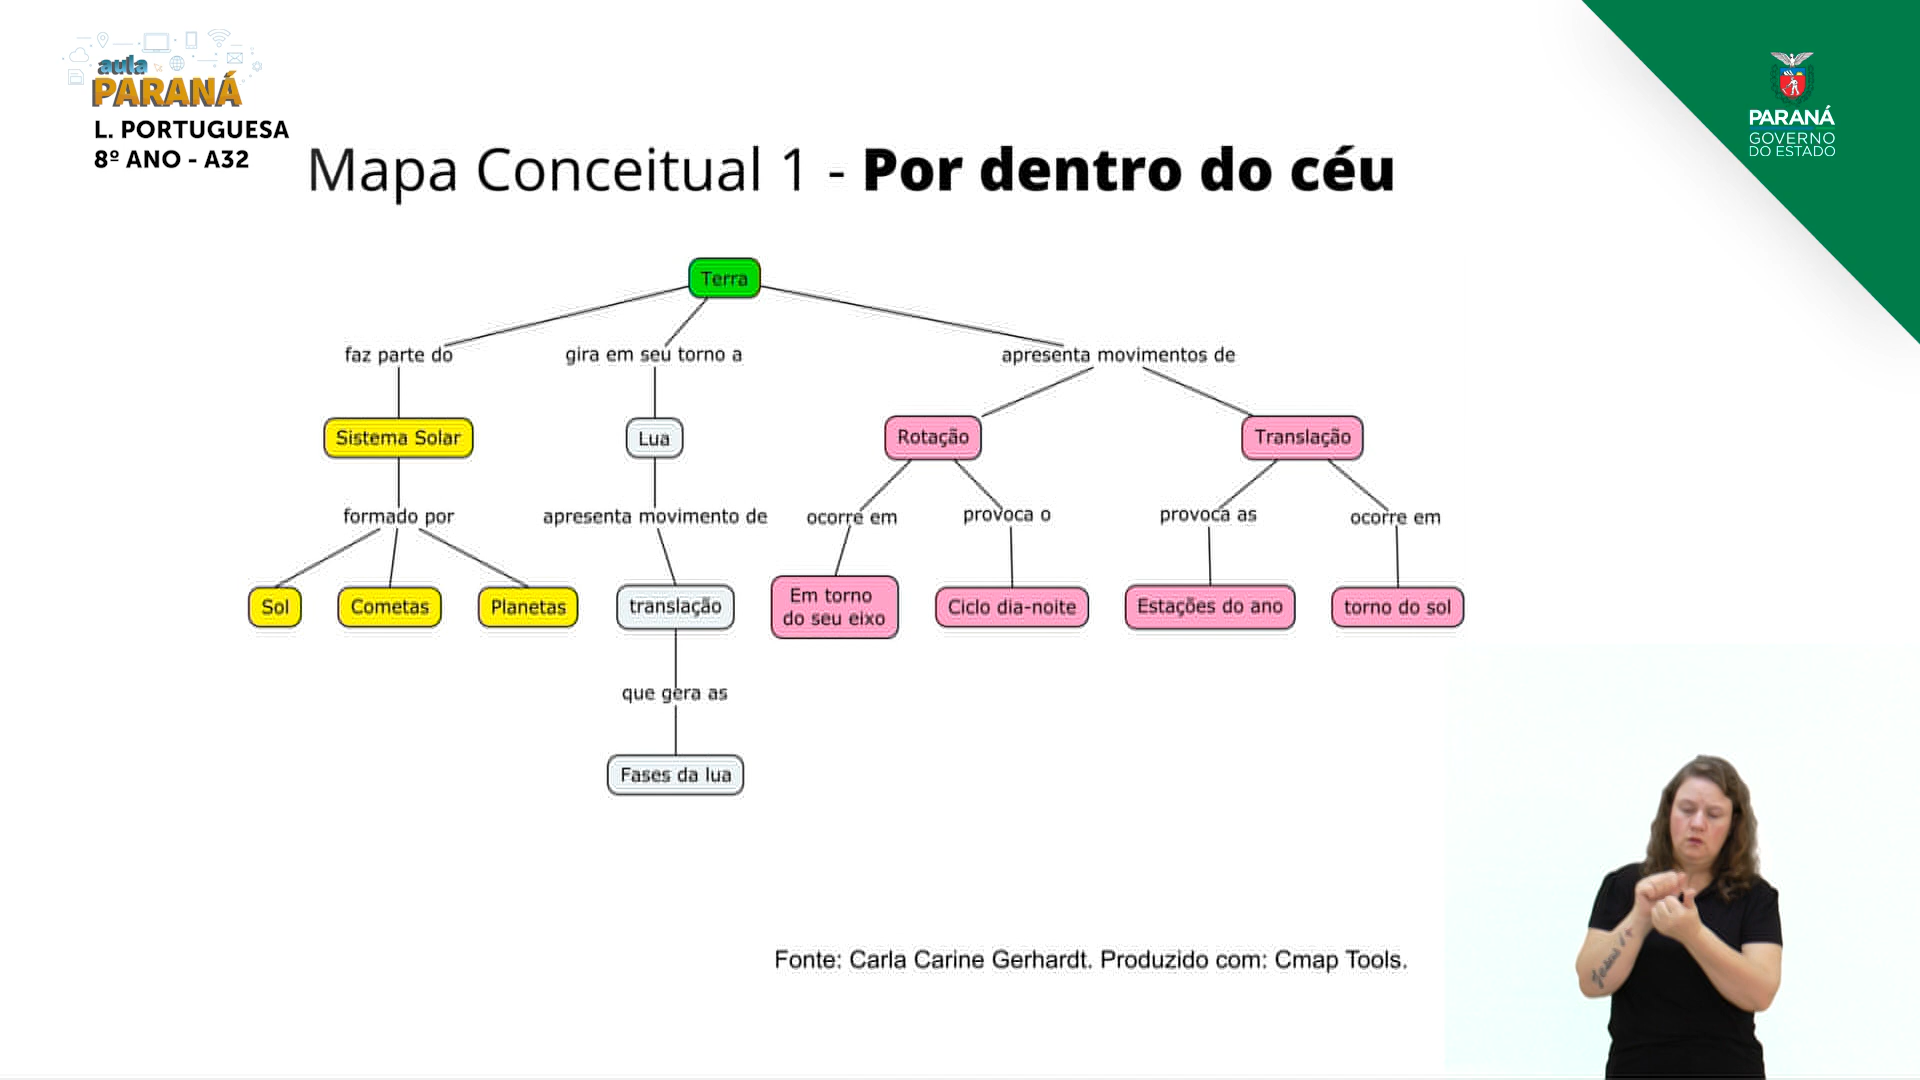 aula
PARANÁ
L. PORTUGUESA
8º ANO - A32
PARANÁ
GOVERNO
DO ESTADO
Mapa Conceitual 1 - Por dentro do céu
Terra
faz parte do
gira em seu torno a
apresenta movimentos de
Sistema Solar
Lua
Rotação
Translação
formado por
apresenta movimento de
ocorre em
provoca o
provoca as
ocorre em
Sol
Cometas
Planetas
translação
Em torno
do seu eixo
Ciclo dia-noite
Estações do ano
torno do sol
que gera as
Fases da lua
Fonte: Carla Carine Gerhardt. Produzido com: Cmap Tools.
Jesus